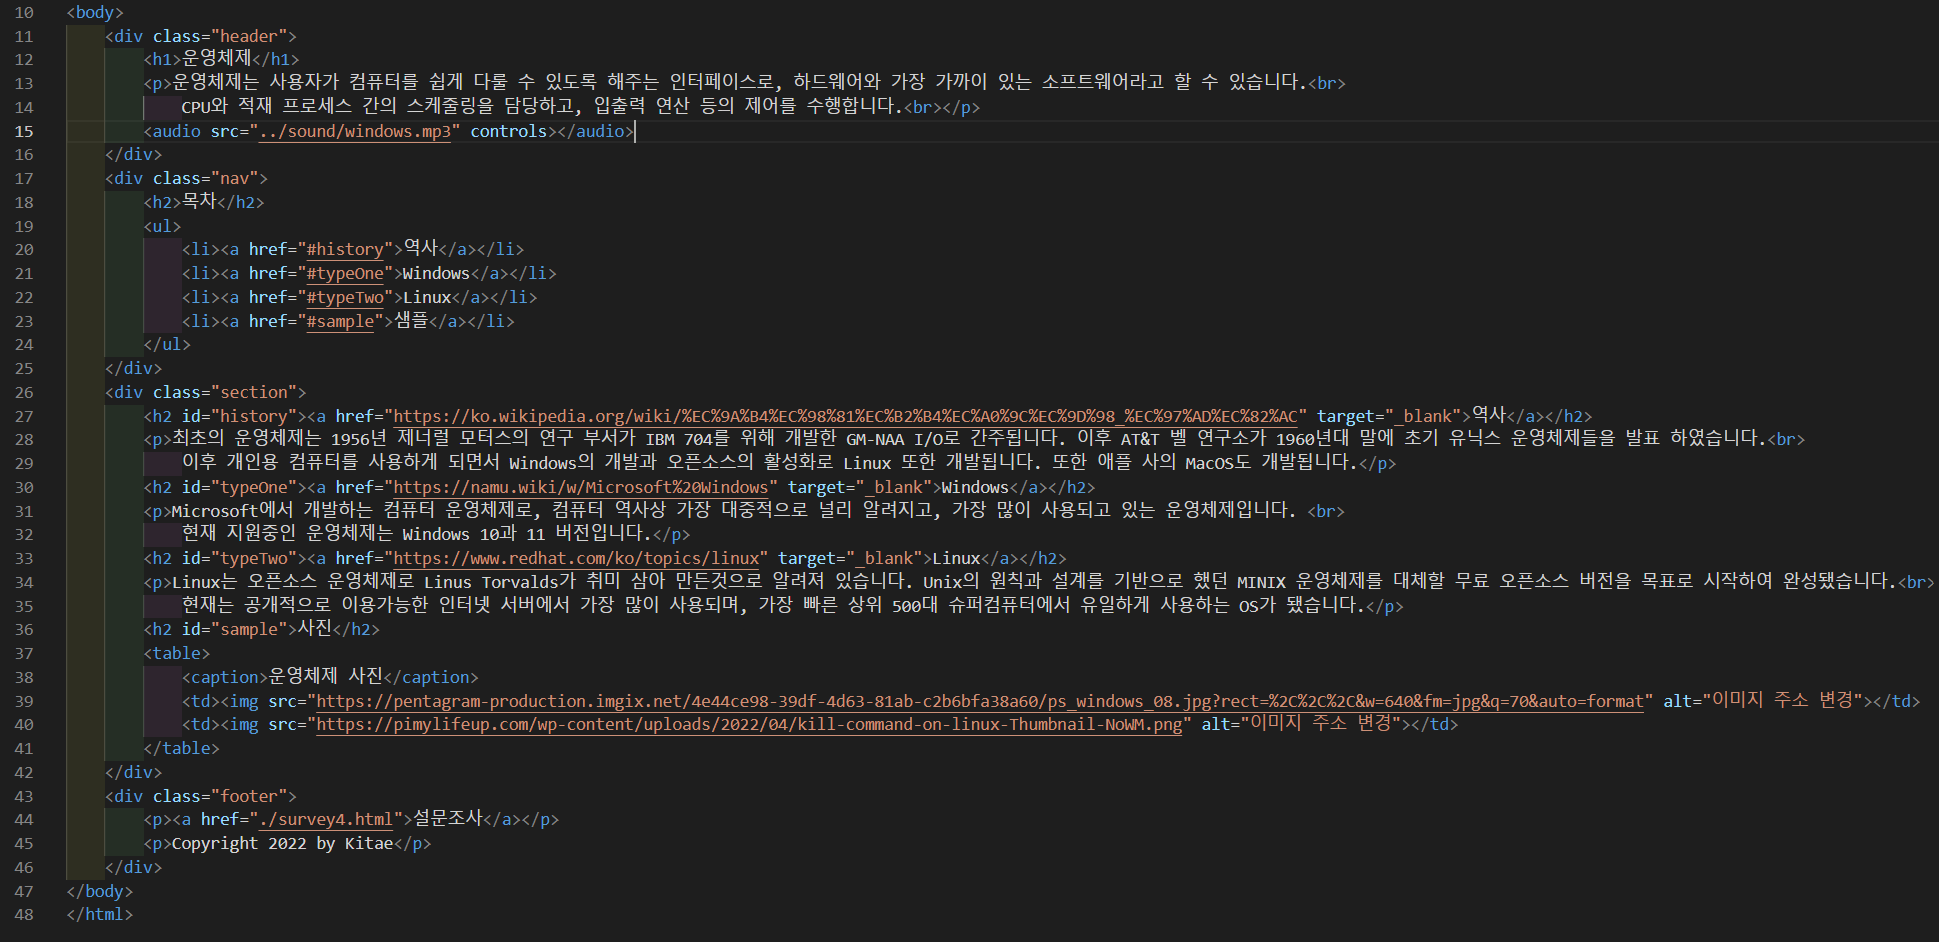 10 <body>
11 <div class="header">
12 <h1>운영체제</h1>
13 <p>운영체제는 사용자가 컴퓨터를 쉽게 다룰 수 있도록 해주는 인터페이스로, 하드웨어와 가장 가까이 있는 소프트웨어라고 할 수 있습니다.<br>
14 CPU와 적재 프로세스 간의 스케줄링을 담당하고, 입출력 연산 등의 제어를 수행합니다.<br></p>
15 <audio src="../sound/windows.mp3" controls></audio>
16 </div>
17 <div class="nav">
18 <h2>목차</h2>
19 <ul>
20 <li><a href="#history">역사</a></li>
21 <li><a href="#typeOne">Windows</a></li>
22 <li><a href="#typeTwo">Linux</a></li>
23 <li><a href="#sample">샘플</a></li>
24 </ul>
25 </div>
26 <div class="section">
27 <h2 id="history"><a href="https://ko.wikipedia.org/wiki/%EC%9A%B4%EC%98%81%EC%B2%B4%EC%A0%9C%EC%9D%98_%EC%97%AD%EC%82%AC" target="_blank">역사</a></h2>
28 <p>최초의 운영체제는 1956년 제너럴 모터스의 연구 부서가 IBM 704를 위해 개발한 GM-NAA I/O로 간주됩니다. 이후 AT&T 벨 연구소가 1960년대 말에 초기 유닉스 운영체제들을 발표 하였습니다.<br>
29 이후 개인용 컴퓨터를 사용하게 되면서 Windows의 개발과 오픈소스의 활성화로 Linux 또한 개발됩니다. 또한 애플 사의 MacOS도 개발됩니다.</p>
30 <h2 id="typeOne"><a href="https://namu.wiki/w/Microsoft%20Windows" target="_blank">Windows</a></h2>
31 <p>Microsoft에서 개발하는 컴퓨터 운영체제로, 컴퓨터 역사상 가장 대중적으로 널리 알려지고, 가장 많이 사용되고 있는 운영체제입니다. <br>
32 현재 지원중인 운영체제는 Windows 10과 11 버전입니다.</p>
33 <h2 id="typeTwo"><a href="https://www.redhat.com/ko/topics/linux" target="_blank">Linux</a></h2>
34 <p>Linux는 오픈소스 운영체제로 Linus Torvalds가 취미 삼아 만든것으로 알려져 있습니다. Unix의 원칙과 설계를 기반으로 했던 MINIX 운영체제를 대체할 무료 오픈소스 버전을 목표로 시작하여 완성됐습니다.<br>
35 현재는 공개적으로 이용가능한 인터넷 서버에서 가장 많이 사용되며, 가장 빠른 상위 500대 슈퍼컴퓨터에서 유일하게 사용하는 OS가 됐습니다.</p>
36 <h2 id="sample">사진</h2>
37 <table>
38 <caption>운영체제 사진</caption>
39 <td><img src="https://pentagram-production.imgix.net/4e44ce98-39df-4d63-81ab-c2b6bfa38a60/ps_windows_08.jpg?rect=%2C%2C%2C&w=640&fm=jpg&q=70&auto=format" alt="이미지 주소 변경"></td>
40 <td><img src="https://pimylifeup.com/wp-content/uploads/2022/04/kill-command-on-linux-Thumbnail-NoWM.png" alt="이미지 주소 변경"></td>
41 </table>
42 </div>
43 <div class="footer">
44 <p><a href="./survey4.html">설문조사</a></p>
45 <p>Copyright 2022 by Kitae</p>
46 </div>
47 </body>
48 </html>